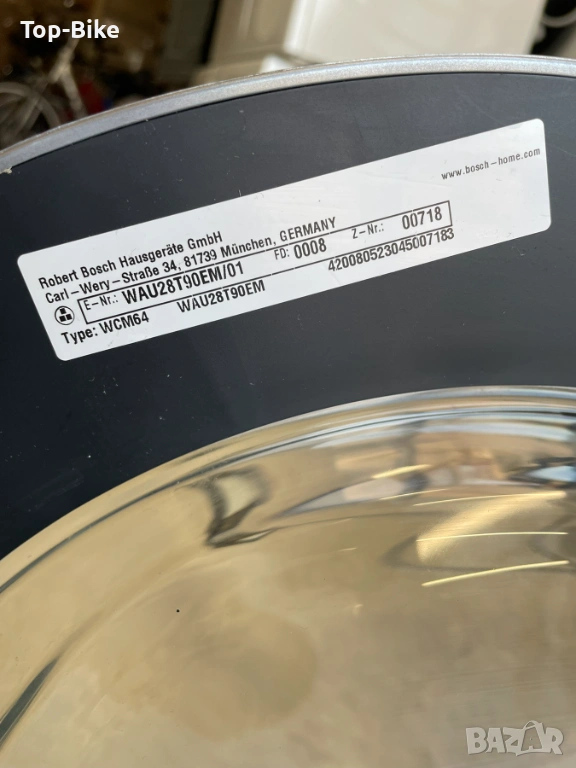 Top-Bike
www.bosch-home.com
Robert Bosch Hausgeräte GmbH
Carl-Wery-Straße 34, 81739 München, GERMANY
E-Nr.: WAU28T90EM/01 FD: 0008 Z-Nr.: 00718
Type: WCM64 WAU28T90EM 420080523045007183
BAZAR